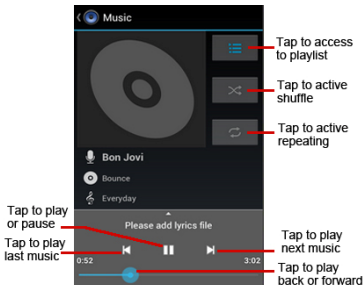 Music
Tap to access
to playlist
Tap to active
shuffle
Tap to active
repeating
Bon Jovi
Bounce
Everyday
Tap to play
or pause
Please add lyrics file
Tap to play
last music
Tap to play
next music
0:52
3:02
Tap to play
back or forward